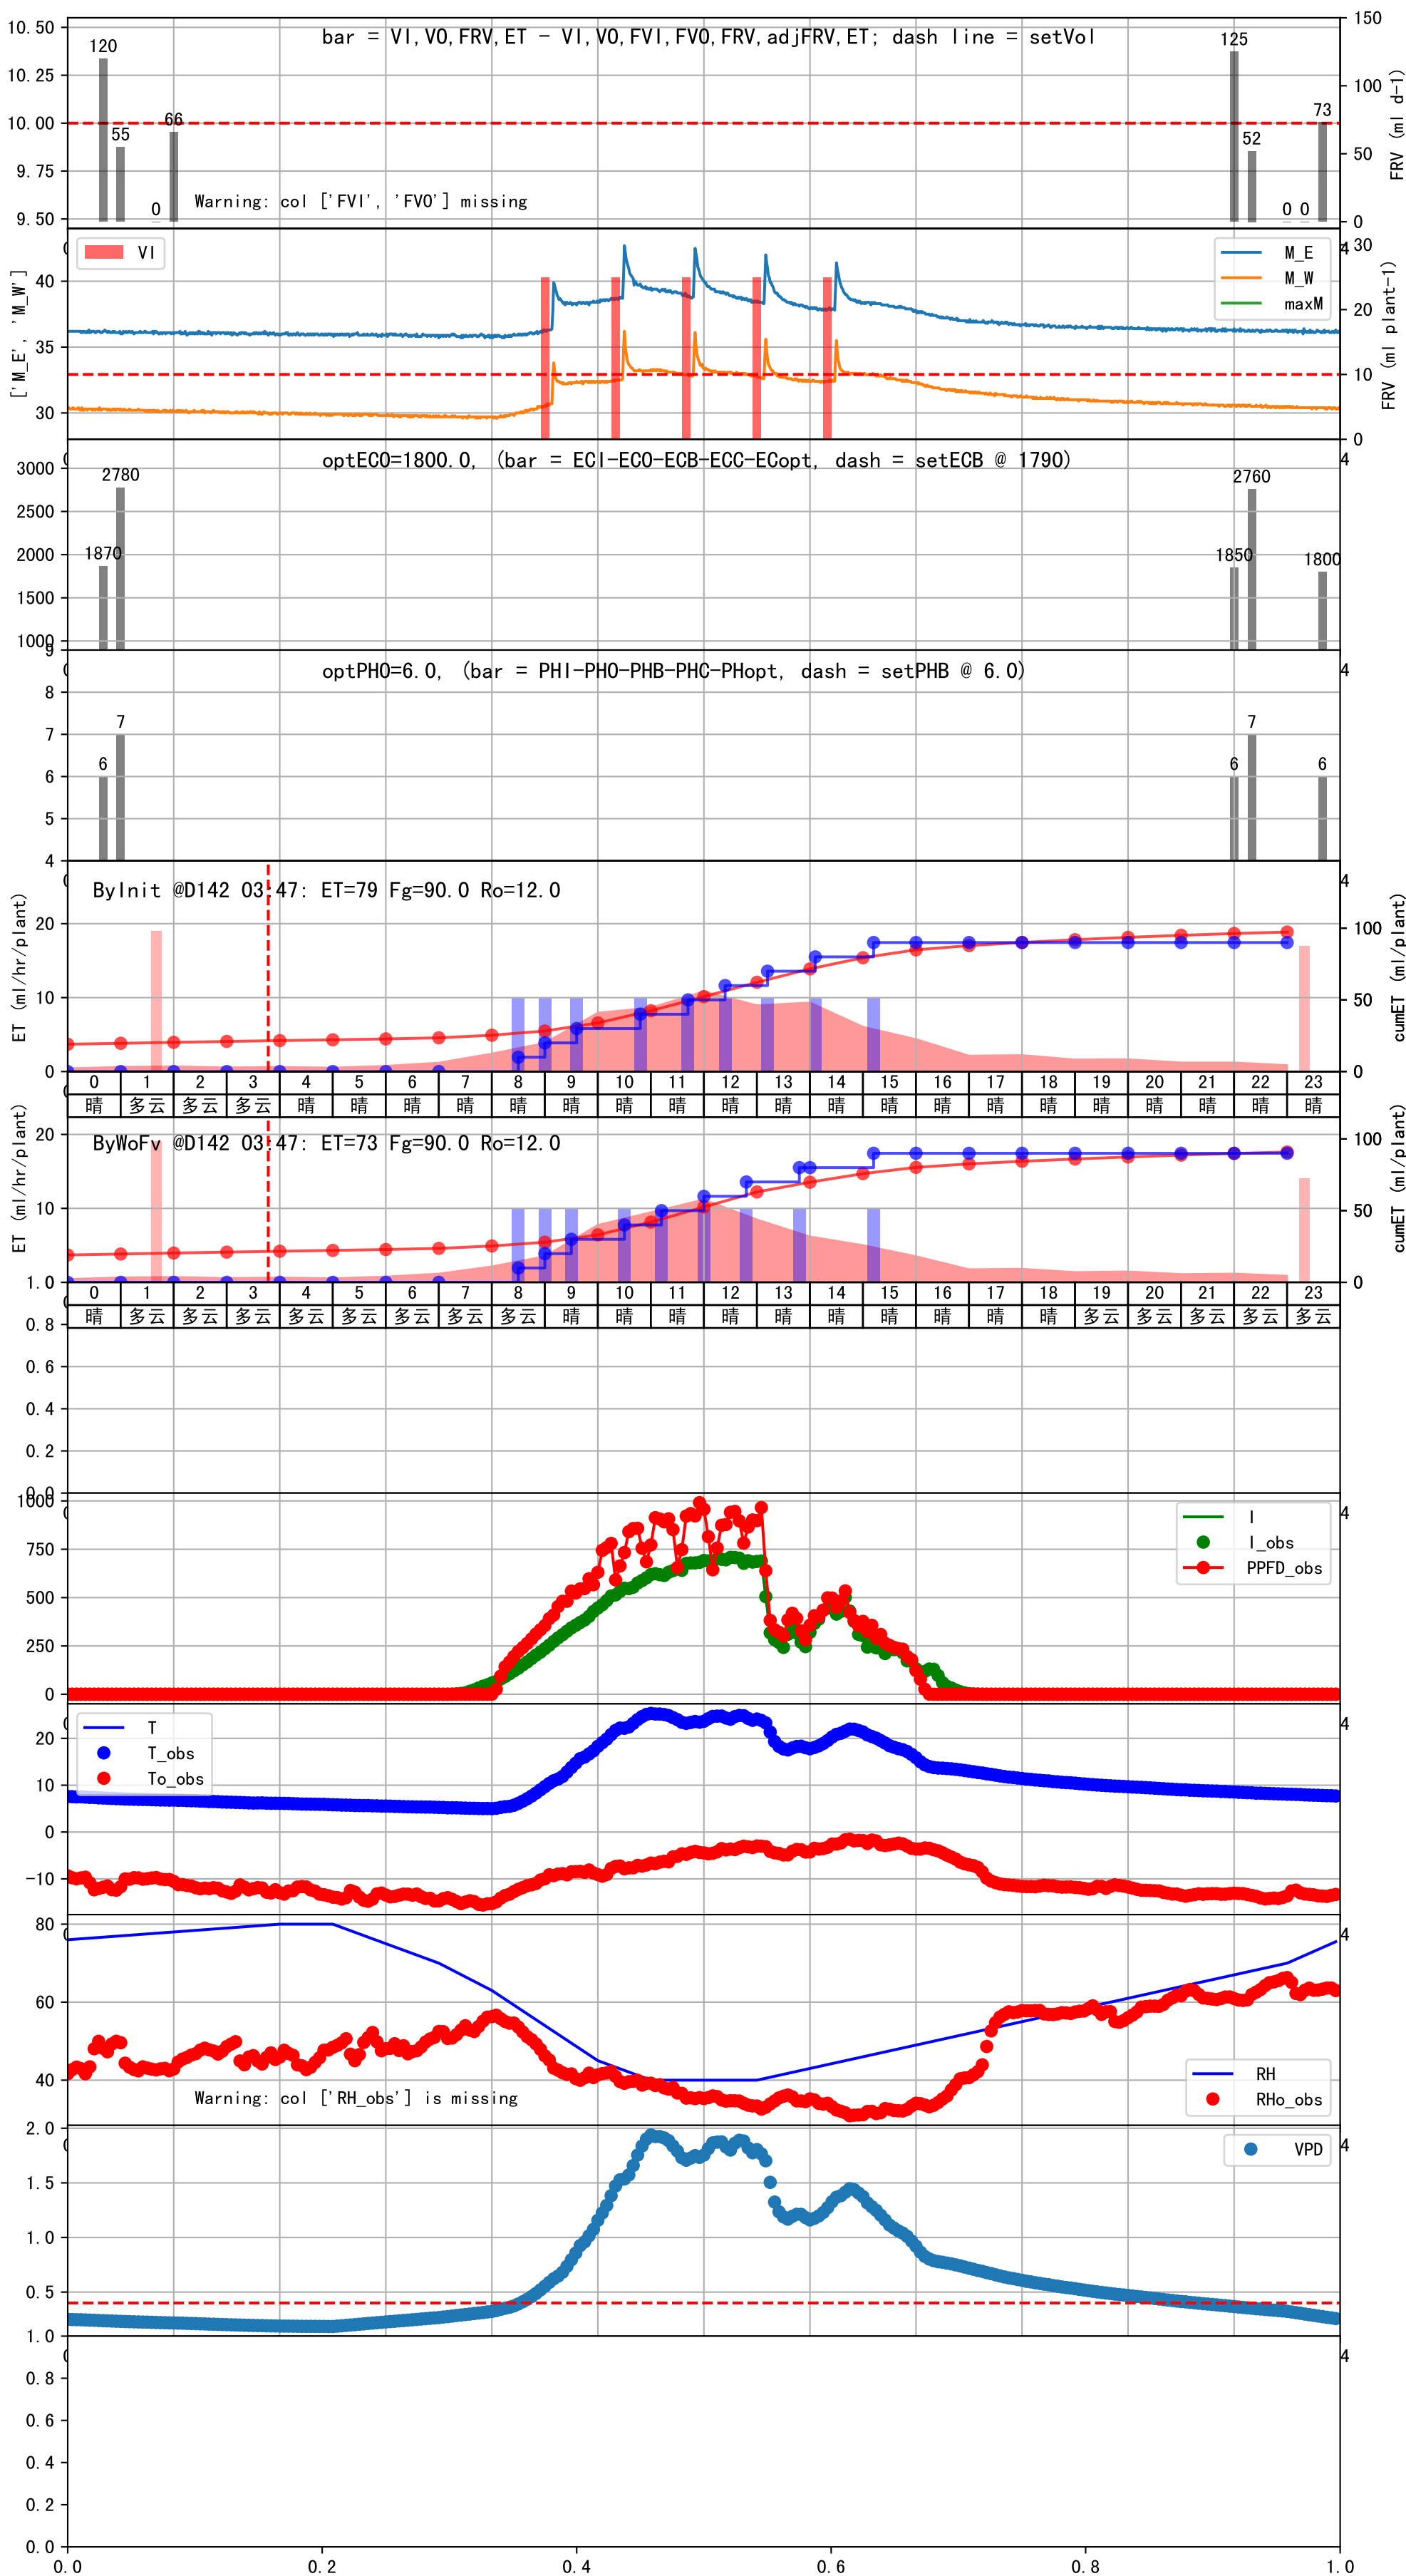 bar = VI,VO,FRV,ET - VI,VO,FVI,FVO,FRV,adjFRV,ET; dash line = setVol
10.50
10.25
10.00
9.75
9.50
120
55
0
66
125
52
0
0
73
Warning: col ['FVI', 'FVO'] missing
150
100
50
0
FRV (ml d-1)
['M_E', 'M_W']
40
35
30
VI
M_E
M_W
maxM
30
20
10
0
FRV (ml plant-1)
optECO=1800.0, (bar = ECI-ECO-ECB-ECC-ECopt, dash = setECB @ 1790)
3000
2500
2000
1500
1000
1870
2780
1850
2760
1800
optPHO=6.0, (bar = PHI-PHO-PHB-PHC-PHopt, dash = setPHB @ 6.0)
9
8
7
6
5
4
6
7
6
7
6
ByInit @D142 03:47: ET=79 Fg=90.0 Ro=12.0
ET (ml/hr/plant)
20
10
0
100
50
0
cumET (ml/plant)
0 1 2 3 4 5 6 7 8 9 10 11 12 13 14 15 16 17 18 19 20 21 22 23
晴 多云 多云 多云 晴 晴 晴 晴 晴 晴 晴 晴 晴 晴 晴 晴 晴 晴 晴 晴 晴 晴 晴 晴
ByWoFv @D142 03:47: ET=73 Fg=90.0 Ro=12.0
ET (ml/hr/plant)
20
10
100
50
0
cumET (ml/plant)
0 1 2 3 4 5 6 7 8 9 10 11 12 13 14 15 16 17 18 19 20 21 22 23
晴 多云 多云 多云 多云 多云 多云 多云 多云 晴 晴 晴 晴 晴 晴 晴 晴 晴 晴 多云 多云 多云 多云 多云
1.0
0.8
0.6
0.4
0.2
0.0
1000
750
500
250
0
I
I_obs
PPFD_obs
20
10
0
-10
T
T_obs
To_obs
80
60
40
Warning: col ['RH_obs'] is missing
RH
RHo_obs
2.0
1.5
1.0
0.5
VPD
1.0
0.8
0.6
0.4
0.2
0.0
0.0 0.2 0.4 0.6 0.8 1.0